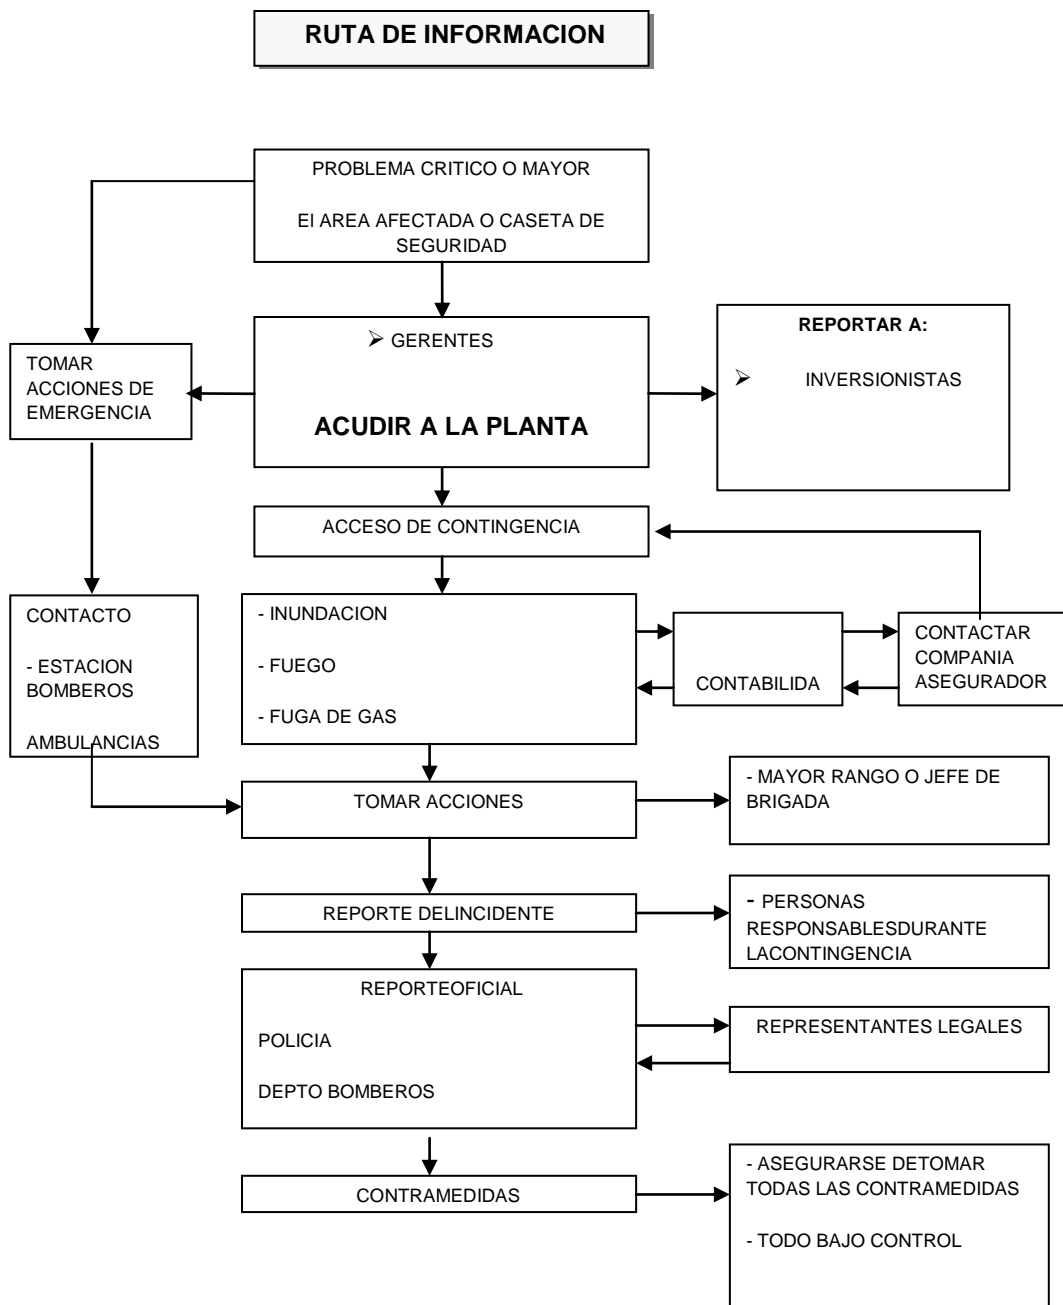 RUTA DE INFORMACION
PROBLEMA CRITICO O MAYOR
El AREA AFECTADA O CASETA DE
SEGURIDAD
➢ GERENTES
ACUDIR A LA PLANTA
REPORTAR A:
➢ INVERSIONISTAS
TOMAR
ACCIONES DE
EMERGENCIA
ACCESO DE CONTINGENCIA
CONTACTO
- ESTACION
BOMBEROS
AMBULANCIAS
- INUNDACION
- FUEGO
- FUGA DE GAS
CONTABILIDA
CONTACTAR
COMPANIA
ASEGURADOR
TOMAR ACCIONES
- MAYOR RANGO O JEFE DE
BRIGADA
REPORTE DELINCIDENTE
- PERSONAS
RESPONSABLESDURANTE
LACONTINGENCIA
REPORTEOFICIAL
POLICIA
DEPTO BOMBEROS
REPRESENTANTES LEGALES
CONTRAMEDIDAS
- ASEGURARSE DETOMAR
TODAS LAS CONTRAMEDIDAS
- TODO BAJO CONTROL